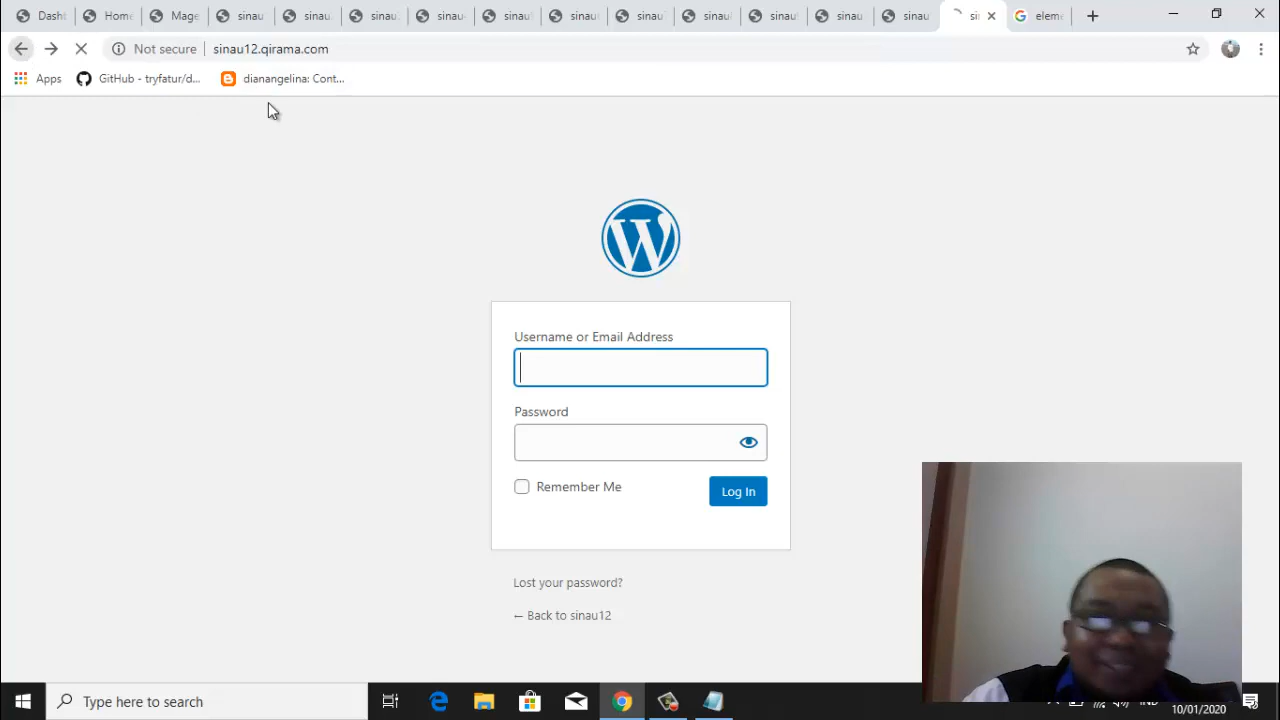 Dasht
Home
Mage
sinau
sinau
sinau
sinau
sinau
sinau
sinau
sinau
sinau
sinau
sinau
si
eleme
Not secure
sinau12.qirama.com
Apps
GitHub - tryfatur/d...
dianangelina: Cont...
Username or Email Address
Password
Remember Me
Log In
Lost your password?
← Back to sinau12
Type here to search
10/01/2020